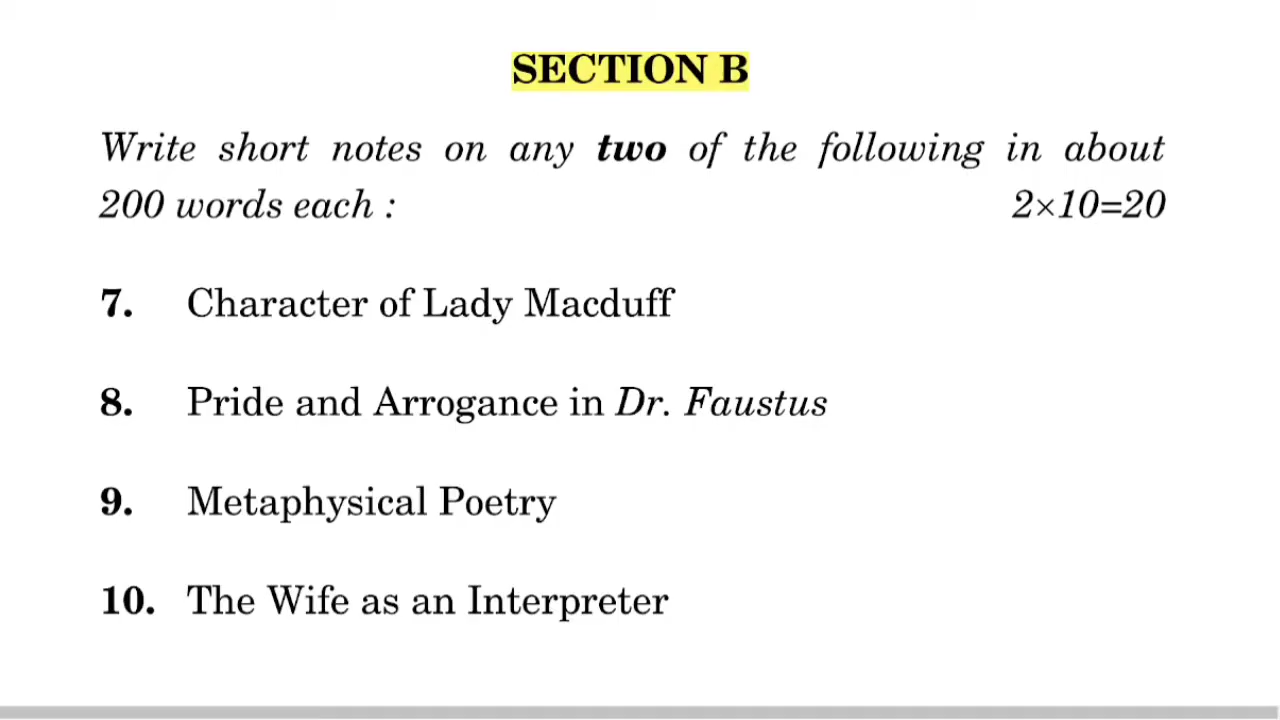 SECTION B
Write short notes on any two of the following in about
200 words each : 2×10=20
7. Character of Lady Macduff
8. Pride and Arrogance in Dr. Faustus
9. Metaphysical Poetry
10. The Wife as an Interpreter